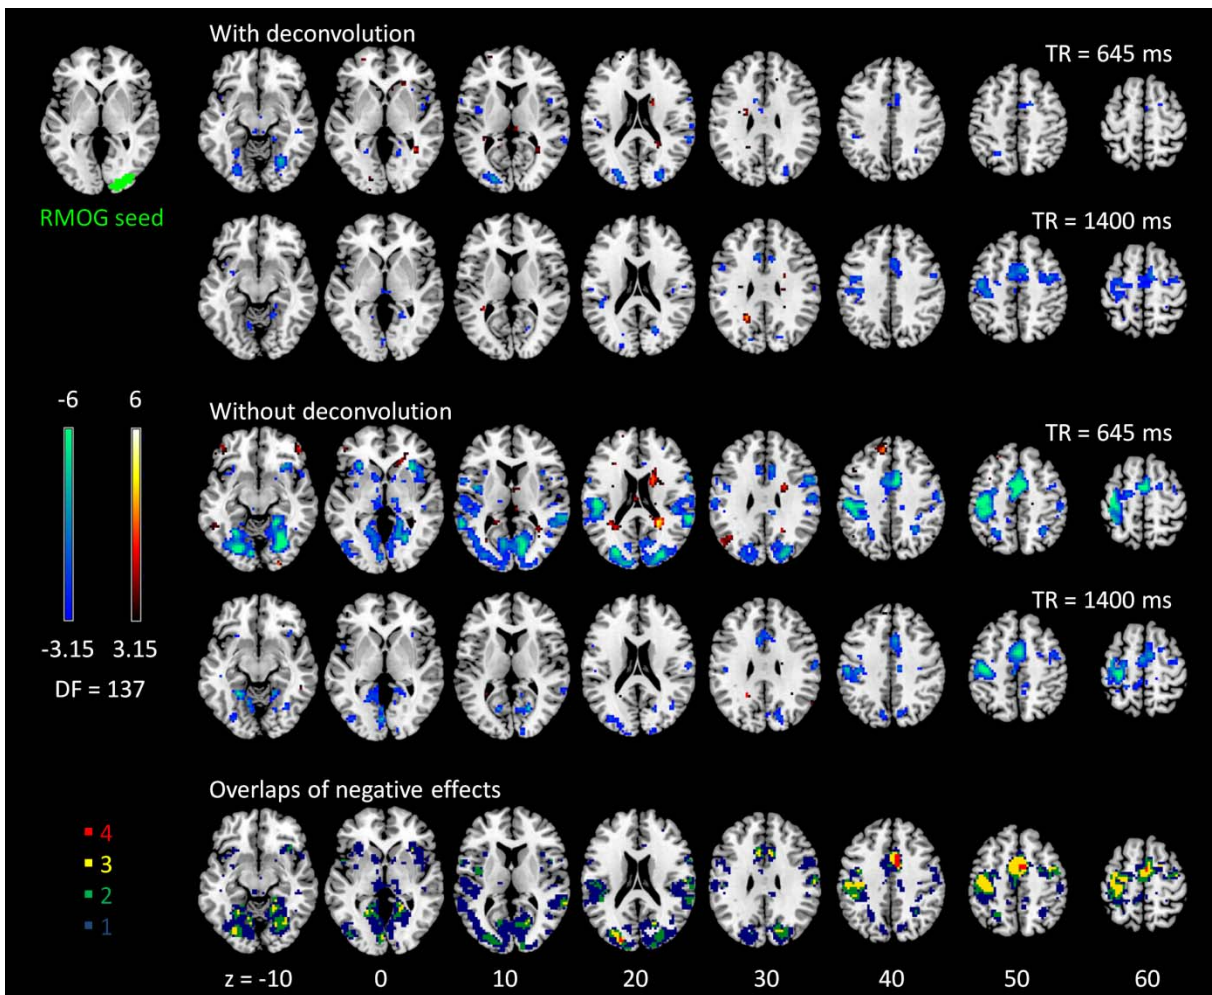 With deconvolution
TR = 645 ms
RMOG seed
TR = 1400 ms
-6 6
Without deconvolution
TR = 645 ms
TR = 1400 ms
-3.15 3.15
DF = 137
Overlaps of negative effects
4
3
2
1
z = -10 0 10 20 30 40 50 60